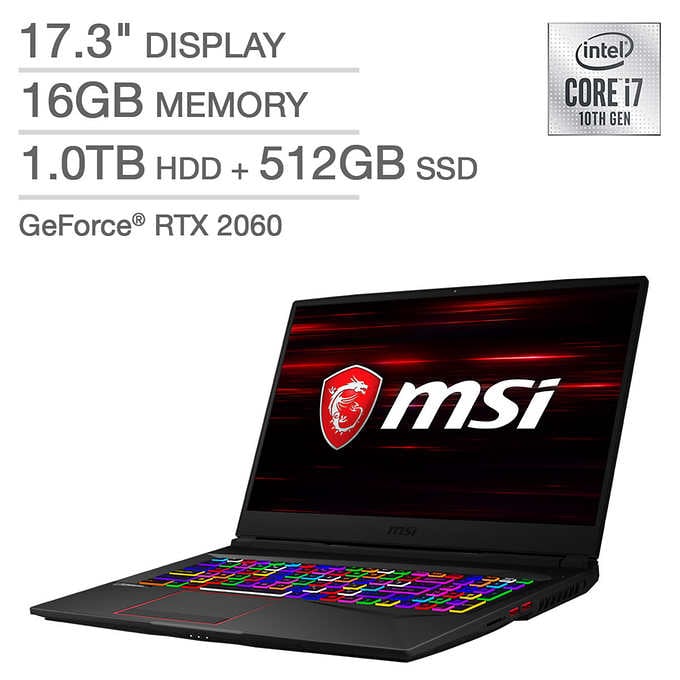 17.3" DISPLAY
16GB MEMORY
1.0TB HDD + 512GB SSD
GeForce® RTX 2060
intel®
CORE™ i7
10TH GEN
msi
msi